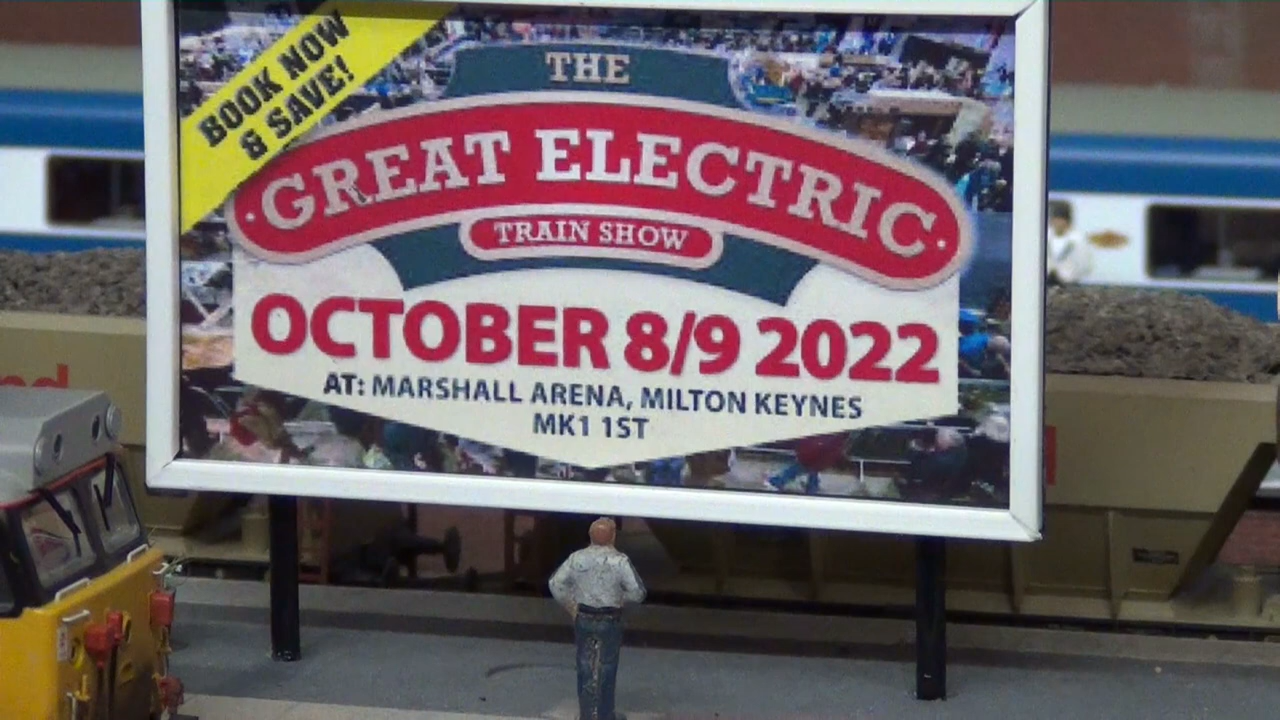 BOOK NOW
& SAVE!
THE
GREAT ELECTRIC
TRAIN SHOW
OCTOBER 8/9 2022
AT: MARSHALL ARENA, MILTON KEYNES
MK1 1ST